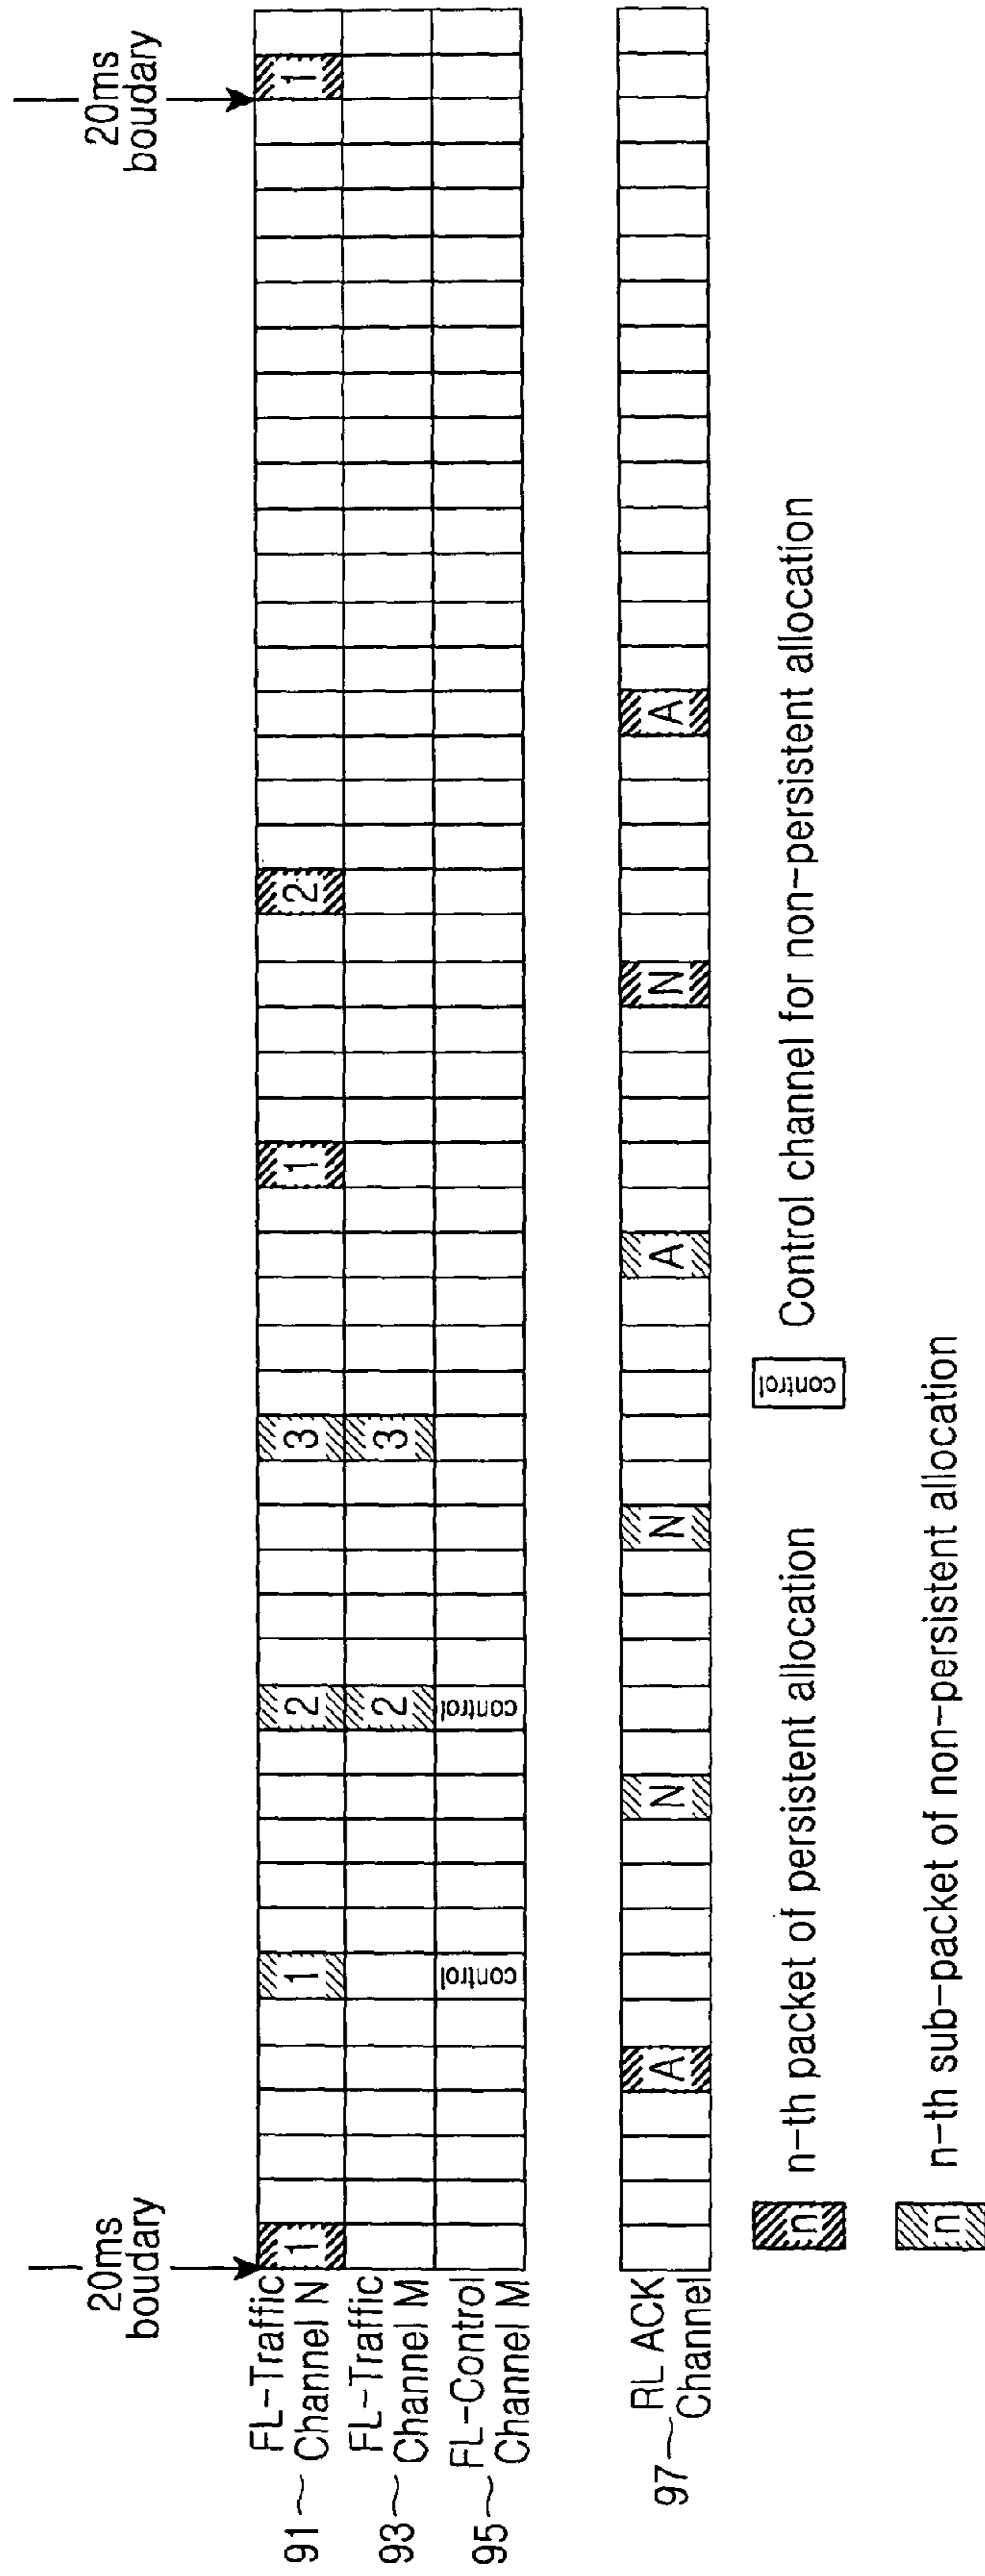 20ms
boudary
20ms
boudary
91 FL-Traffic
Channel N
1
1
2
3
1
2
1
93 FL-Traffic
Channel M
2
3
95 FL-Control
Channel M
control
control
97 RL ACK
Channel
A
N
N
A
N
A
n n-th packet of persistent allocation
control Control channel for non-persistent allocation
n n-th sub-packet of non-persistent allocation